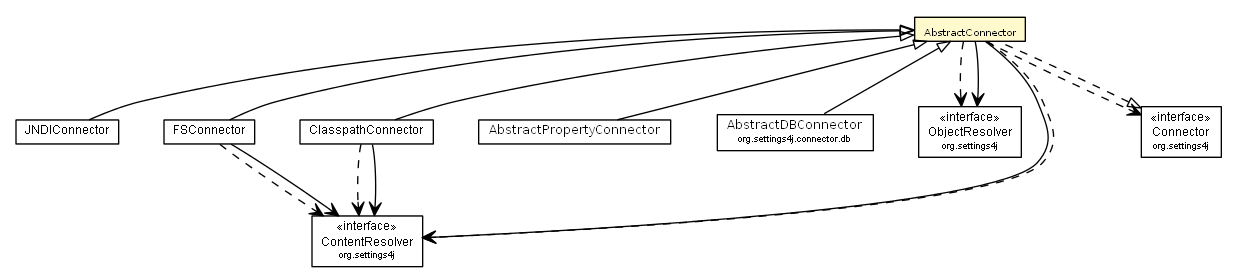 AbstractConnector
JNDIConnector
FSConnector
ClasspathConnector
AbstractPropertyConnector
AbstractDBConnector
org.settings4j.connector.db
«interface»
ObjectResolver
org.settings4j
«interface»
Connector
org.settings4j
«interface»
ContentResolver
org.settings4j